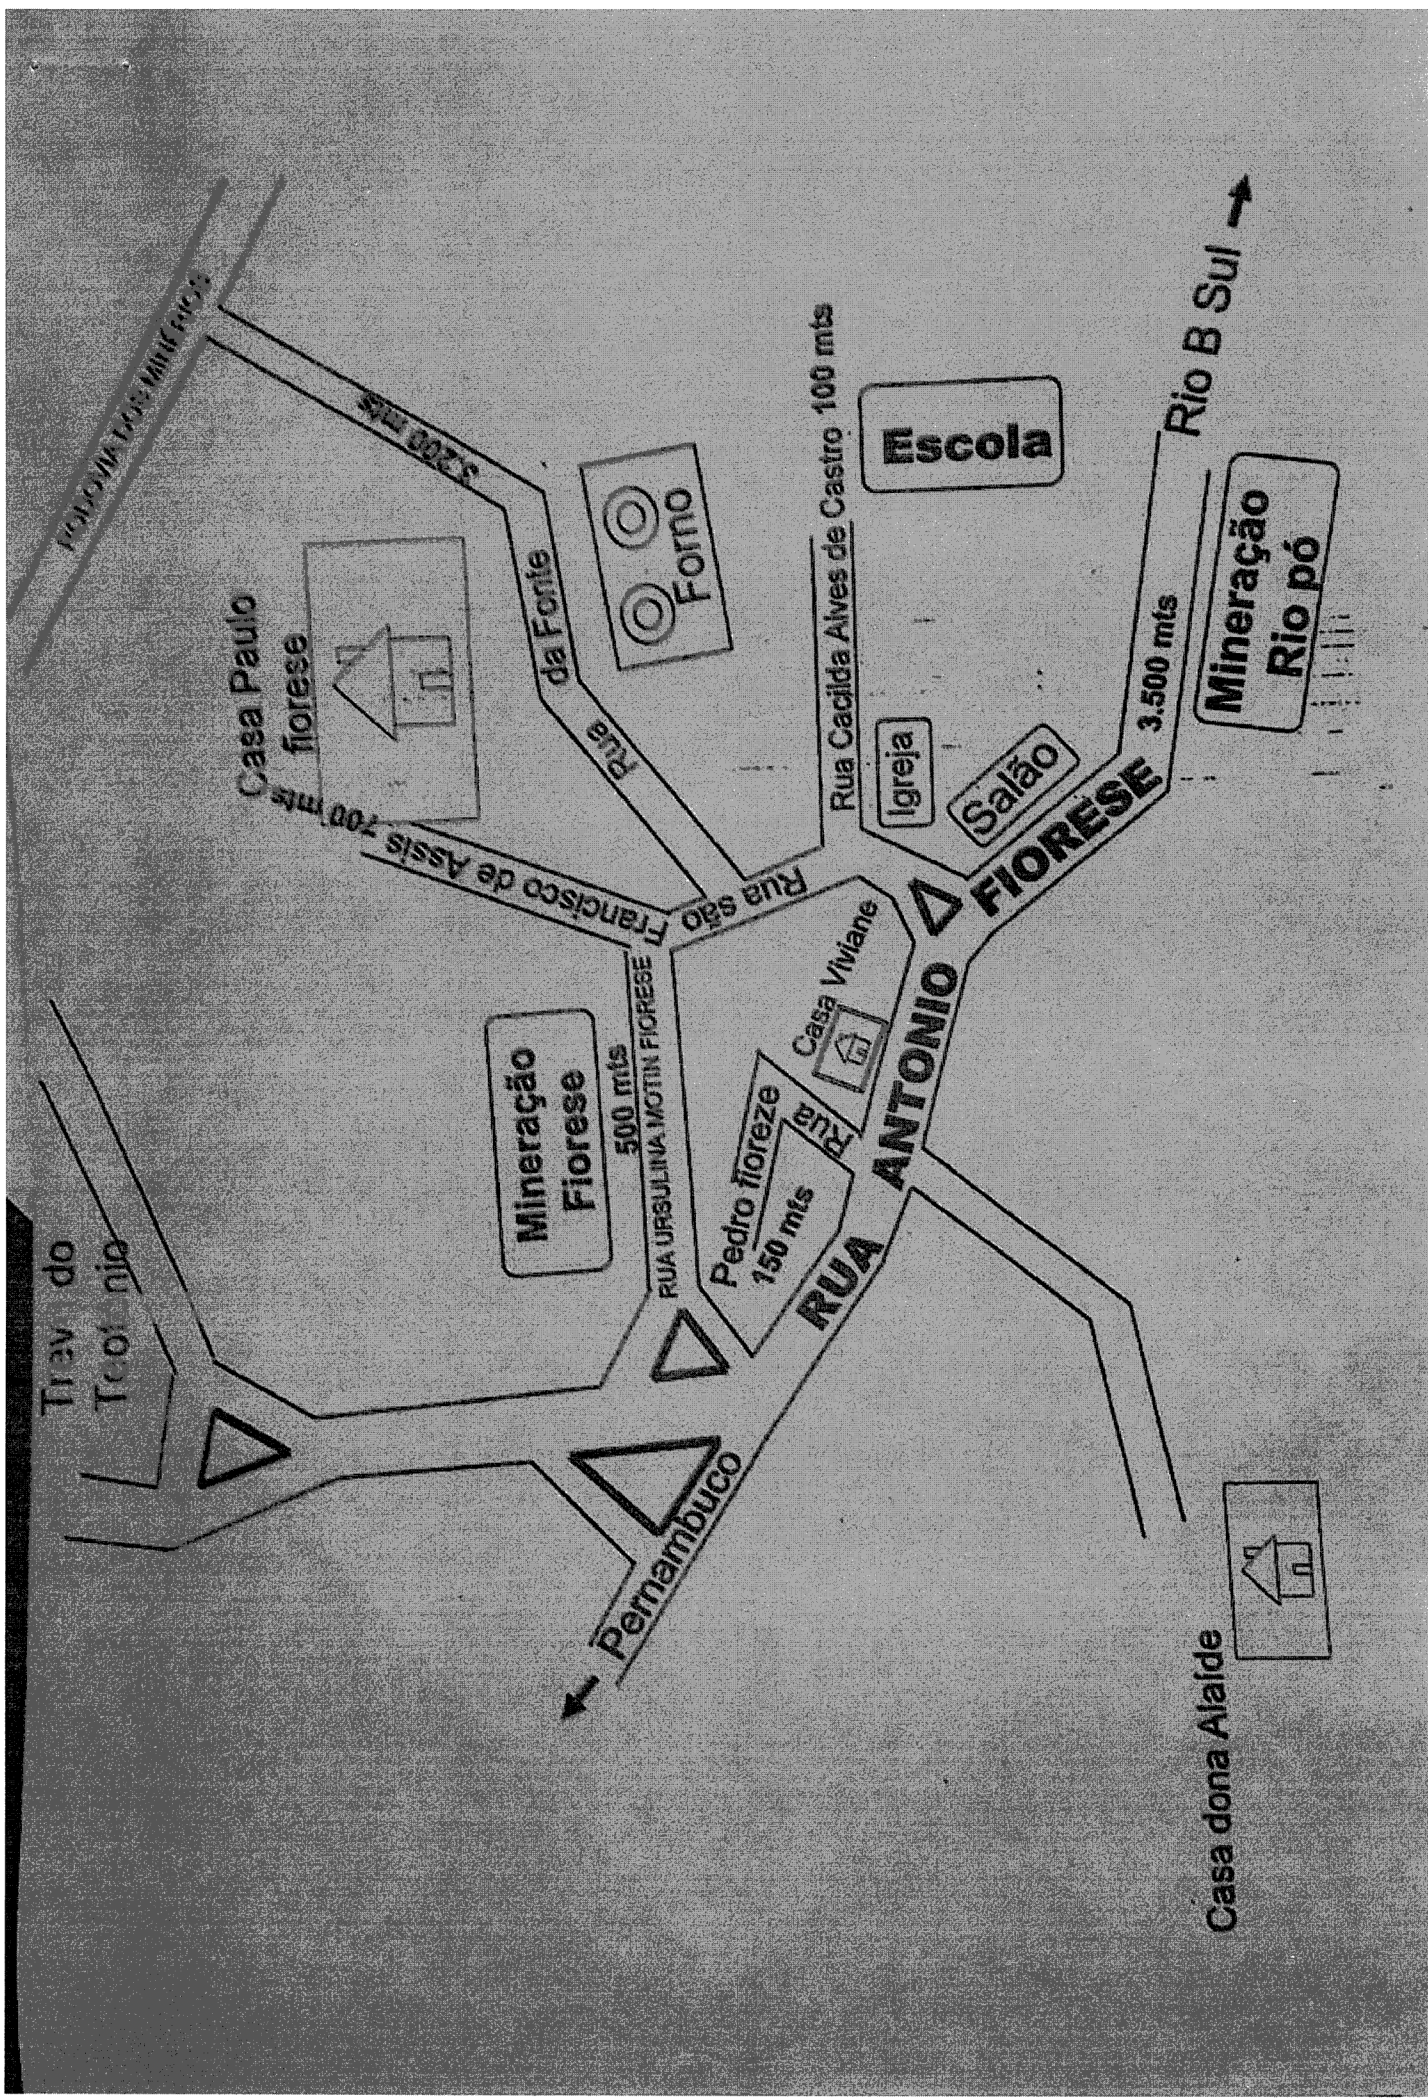 RODOVIA DOS MINÉRIOS
3.200 mts
Rua
da Fonte
Casa Paulo
fiorese
Forno
Rua são
Francisco de Assis 700 mts
Rua Cacilda Alves de Castro 100 mts
Escola
Igreja
Salão
Rio B Sul
Mineração
Rio pó
3.500 mts
RUA ANTONIO FIORESE
Casa Viviane
Rua
Pedro fioreze
150 mts
Mineração
Fiorese
500 mts
RUA URSULINA MOTIN FIORESE
do
Pernambuco
Casa dona Alaíde